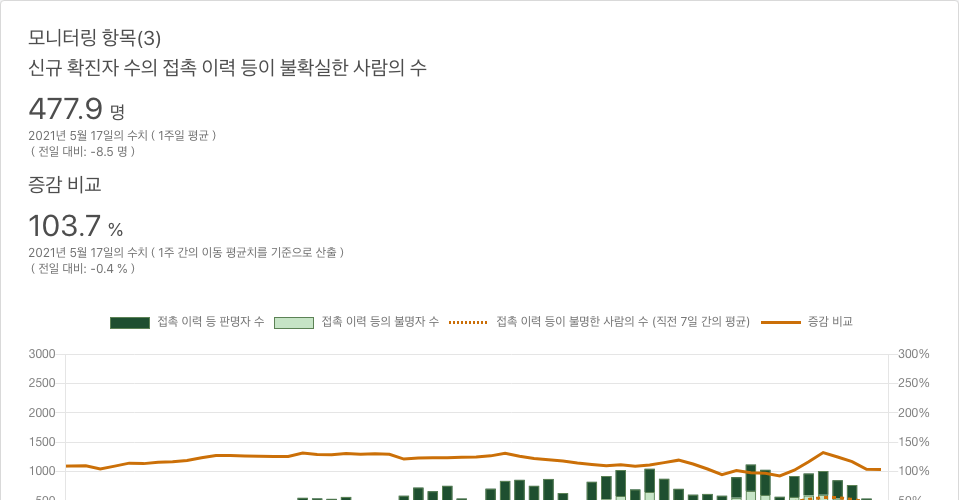 모니터링 항목(3)
신규 확진자 수의 접촉 이력 등이 불확실한 사람의 수
477.9 명
2021년 5월 17일의 수치 ( 1주일 평균 )
( 전일 대비: -8.5 명 )
증감 비교
103.7 %
2021년 5월 17일의 수치 ( 1주 간의 이동 평균치를 기준으로 산출 )
( 전일 대비: -0.4 % )
접촉 이력 등 판명자 수 접촉 이력 등의 불명자 수 접촉 이력 등이 불명한 사람의 수 (직전 7일 간의 평균) 증감 비교
3000 300%
2500 250%
2000 200%
1500 150%
1000 100%
500 50%